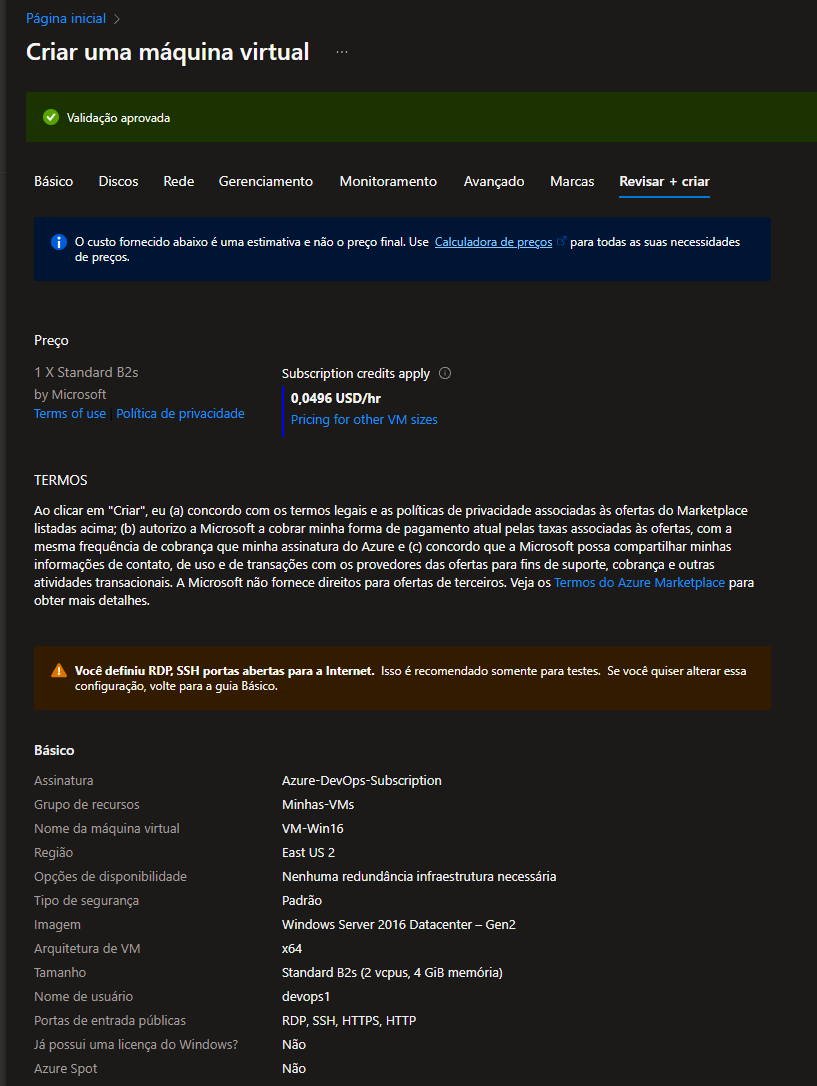 Página inicial >
Criar uma máquina virtual ...
Validação aprovada
Básico Discos Rede Gerenciamento Monitoramento Avançado Marcas Revisar + criar
O custo fornecido abaixo é uma estimativa e não o preço final. Use Calculadora de preços para todas as suas necessidades
de preços.
Preço
1 X Standard B2s
by Microsoft
Terms of use | Política de privacidade
Subscription credits apply
0,0496 USD/hr
Pricing for other VM sizes
TERMOS
Ao clicar em "Criar", eu (a) concordo com os termos legais e as políticas de privacidade associadas às ofertas do Marketplace
listadas acima; (b) autorizo a Microsoft a cobrar minha forma de pagamento atual pelas taxas associadas às ofertas, com a
mesma frequência de cobrança que minha assinatura do Azure e (c) concordo que a Microsoft possa compartilhar minhas
informações de contato, de uso e de transações com os provedores das ofertas para fins de suporte, cobrança e outras
atividades transacionais. A Microsoft não fornece direitos para ofertas de terceiros. Veja os Termos do Azure Marketplace para
obter mais detalhes.
Você definiu RDP, SSH portas abertas para a Internet. Isso é recomendado somente para testes. Se você quiser alterar essa
configuração, volte para a guia Básico.
Básico
Assinatura Azure-DevOps-Subscription
Grupo de recursos Minhas-VMs
Nome da máquina virtual VM-Win16
Região East US 2
Opções de disponibilidade Nenhuma redundância infraestrutura necessária
Tipo de segurança Padrão
Imagem Windows Server 2016 Datacenter – Gen2
Arquitetura de VM x64
Tamanho Standard B2s (2 vcpus, 4 GiB memória)
Nome de usuário devops1
Portas de entrada públicas RDP, SSH, HTTPS, HTTP
Já possui uma licença do Windows? Não
Azure Spot Não